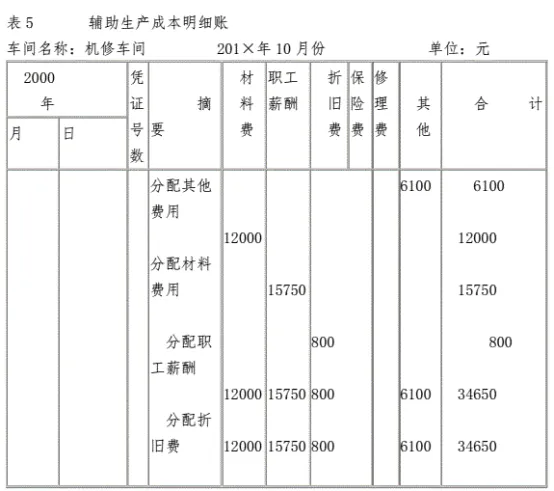 表5 辅助生产成本明细账
车间名称：机修车间 201×年10月份 单位：元
2000 凭 材 职工 折 保 修
年 证 摘 料 薪酬 旧 险 理 其 合 计
月 日 号 要 费 费 费 费 他
数
分配其他 6100 6100
费用
12000 12000
分配材料
费用 15750 15750
分配职 800 800
工薪酬
12000 15750 800 6100 34650
分配折
旧费 12000 15750 800 6100 34650